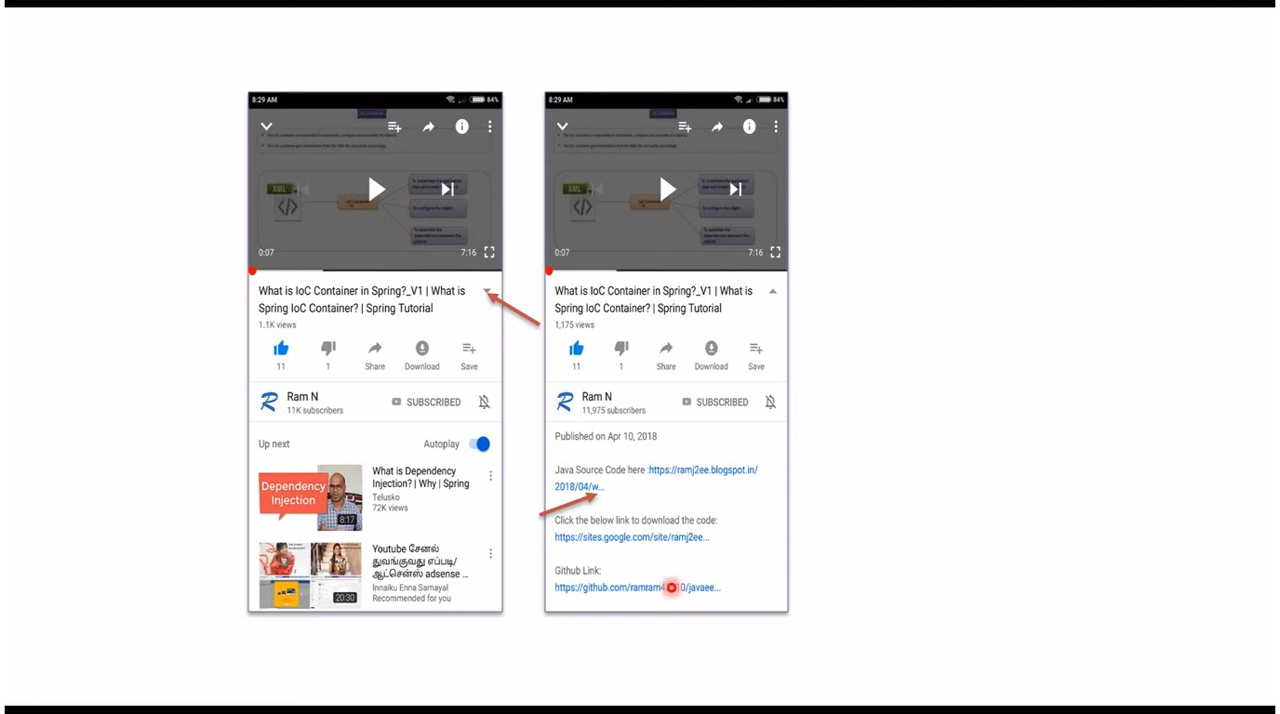 8:29 AM
84%
XML
0:07
7:16
What is IoC Container in Spring?_V1 | What is
Spring IoC Container? | Spring Tutorial
1.1K views
11
1
Share
Download
Save
Ram N
11K subscribers
SUBSCRIBED
Up next
Autoplay
Dependency
Injection
8:17
What is Dependency
Injection? | Why | Spring
Telusko
72K views
20:30
Youtube சேனல்
துவங்குவது எப்படி/
ஆட்சென்ஸ் adsense ...
Innaiku Enna Samayal
Recommended for you
8:29 AM
84%
XML
0:07
7:16
What is IoC Container in Spring?_V1 | What is
Spring IoC Container? | Spring Tutorial
1,175 views
11
1
Share
Download
Save
Ram N
11,975 subscribers
SUBSCRIBED
Published on Apr 10, 2018
Java Source Code here :https://ramj2ee.blogspot.in/
2018/04/w...
Click the below link to download the code:
https://sites.google.com/site/ramj2ee...
Github Link: